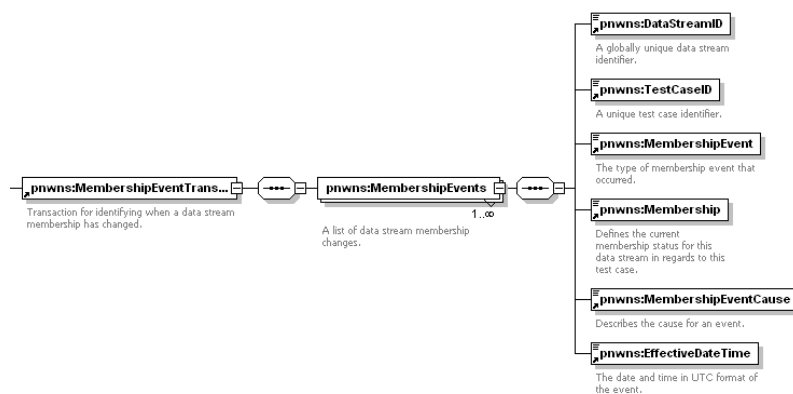 pnwns:MembershipEventTrans...
Transaction for identifying when a data stream
membership has changed.
pnwns:MembershipEvents
1..∞
A list of data stream membership
changes.
pnwns:DataStreamID
A globally unique data stream
identifier.
pnwns:TestCaseID
A unique test case identifier.
pnwns:MembershipEvent
The type of membership event that
occurred.
pnwns:Membership
Defines the current
membership status for this
data stream in regards to this
test case.
pnwns:MembershipEventCause
Describes the cause for an event.
pnwns:EffectiveDateTime
The date and time in UTC format of
the event.